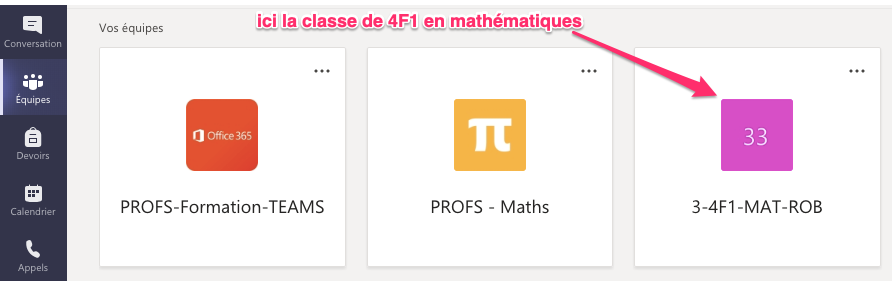 Vos équipes
ici la classe de 4F1 en mathématiques
Conversation
Équipes
Devoirs
Calendrier
Appels
... ... ...
Office 365
π
33
PROFS-Formation-TEAMS
PROFS - Maths
3-4F1-MAT-ROB